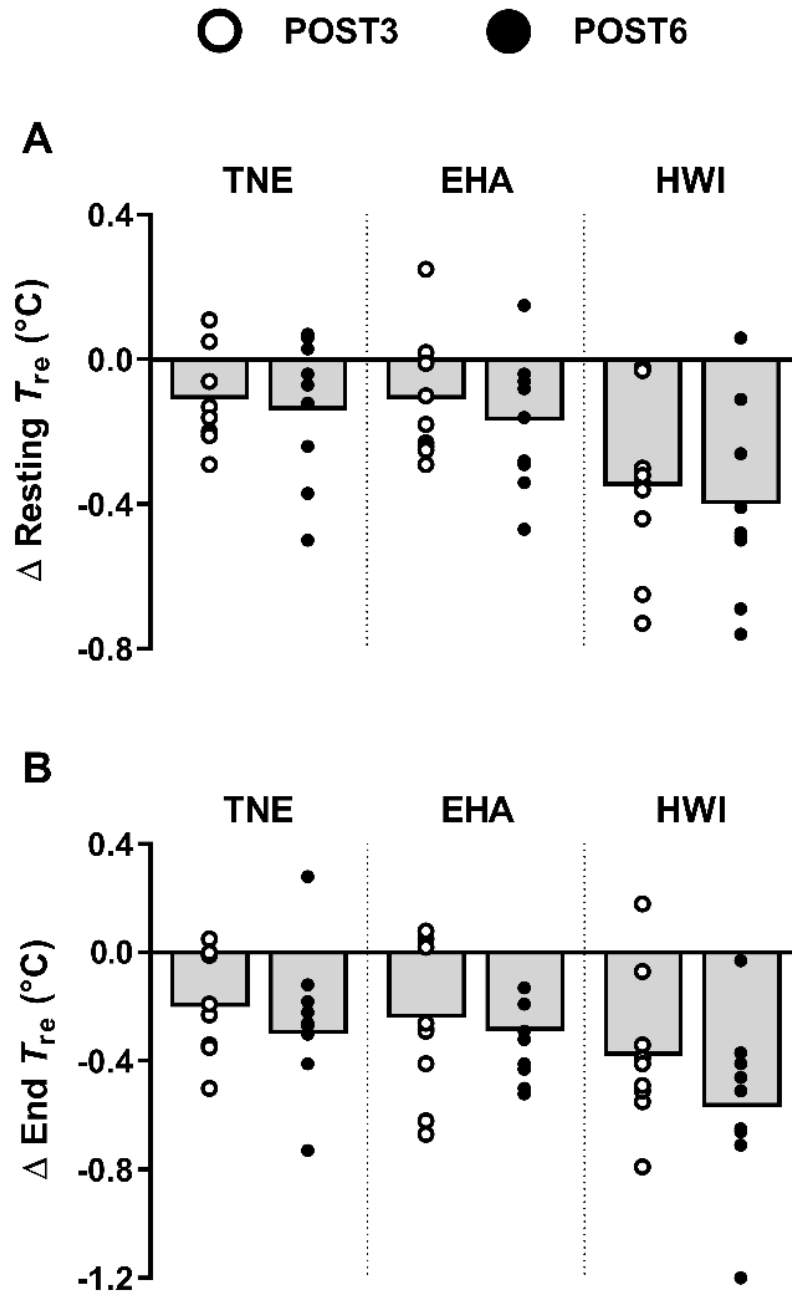 POST3 POST6
A
TNE EHA HWI
0.4
0.0
-0.4
-0.8
Δ Resting Tre (°C)
B
TNE EHA HWI
0.4
0.0
-0.4
-0.8
-1.2
Δ End Tre (°C)